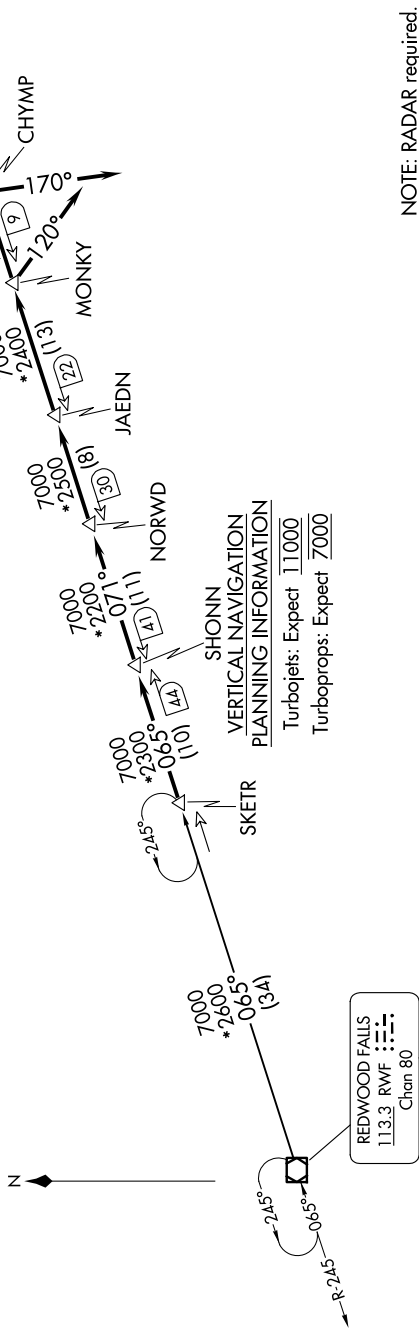 CHYMP
170°
9
120°
MONKY
*2400
(13)
22
JAEDN
7000
*2500
(8)
30
NORWD
7000
*2200
071°
(11)
41
44
SHONN
VERTICAL NAVIGATION
PLANNING INFORMATION
Turbojets: Expect 11000
Turboprops: Expect 7000
7000
*2300
065°
(10)
245°
SKETR
7000
*2600
065°
(34)
N
REDWOOD FALLS
113.3 RWF
Chan 80
245°
065°
R-245
NOTE: RADAR required.